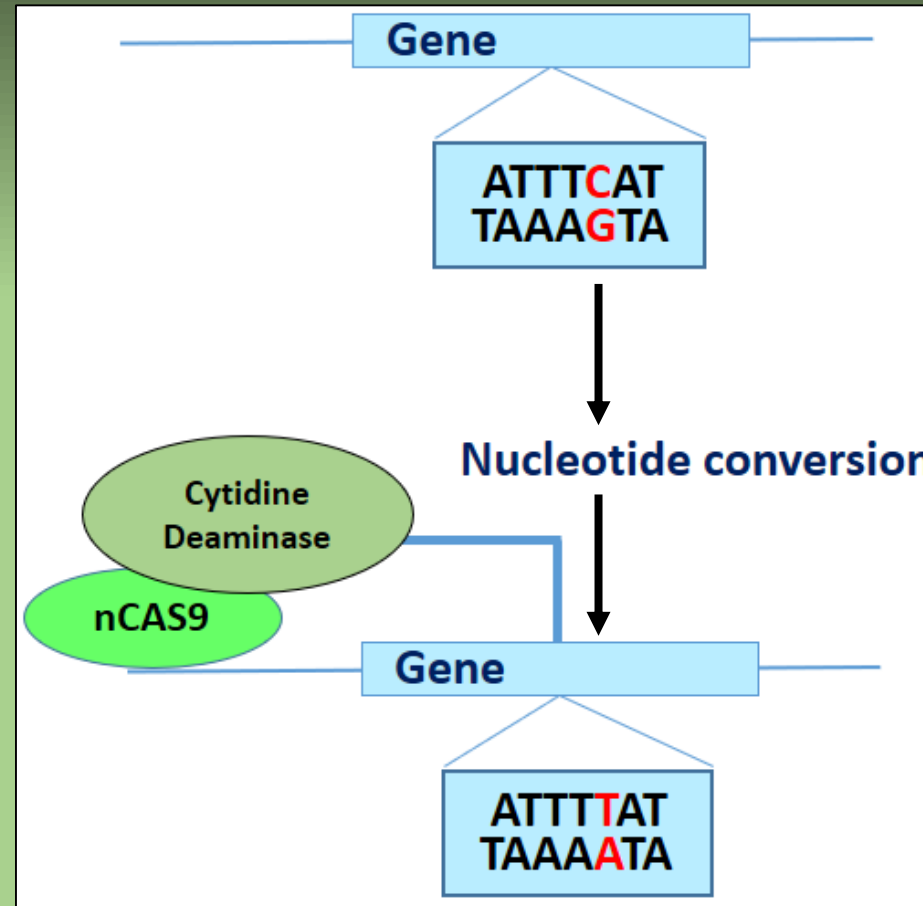 Gene
ATTTCAT
TAAAGTA
Nucleotide conversion
Cytidine
Deaminase
nCAS9
Gene
ATTTTAT
TAAAATA